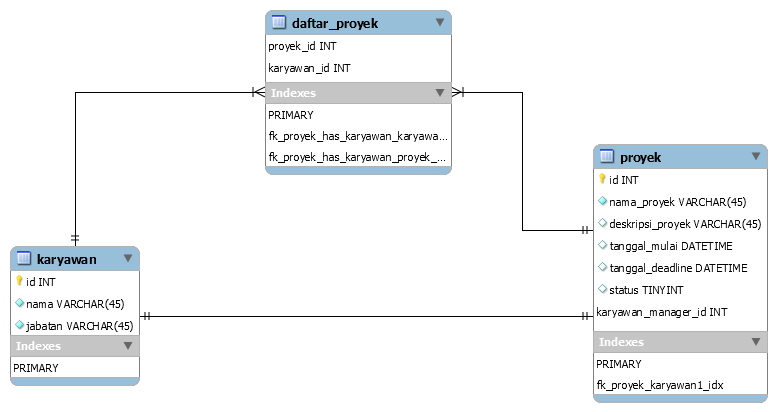 daftar_proyek
proyek_id INT
karyawan_id INT
Indexes
PRIMARY
fk_proyek_has_karyawan_karyawa...
fk_proyek_has_karyawan_proyek_...
proyek
id INT
nama_proyek VARCHAR(45)
deskripsi_proyek VARCHAR(45)
tanggal_mulai DATETIME
tanggal_deadline DATETIME
status TINYINT
karyawan_manager_id INT
Indexes
PRIMARY
fk_proyek_karyawan1_idx
karyawan
id INT
nama VARCHAR(45)
jabatan VARCHAR(45)
Indexes
PRIMARY